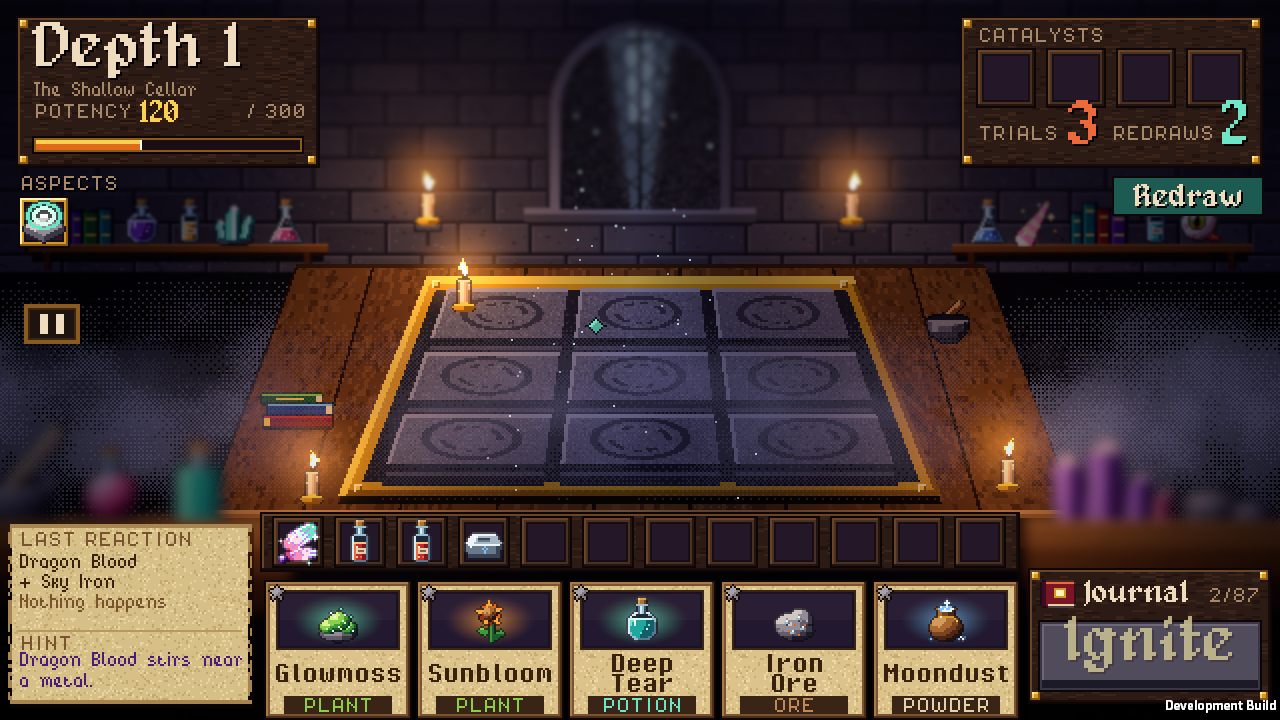 Depth 1
The Shallow Cellar
POTENCY 120 / 300
ASPECTS
CATALYSTS
TRIALS 3 REDRAWS 2
Redraw
LAST REACTION
Dragon Blood
+ Sky Iron
Nothing happens
HINT
Dragon Blood stirs near
a metal.
Glowmoss
PLANT
Sunbloom
PLANT
Deep
Tear
POTION
Iron
Ore
ORE
Moondust
POWDER
Journal 2/87
Ignite
Development Build